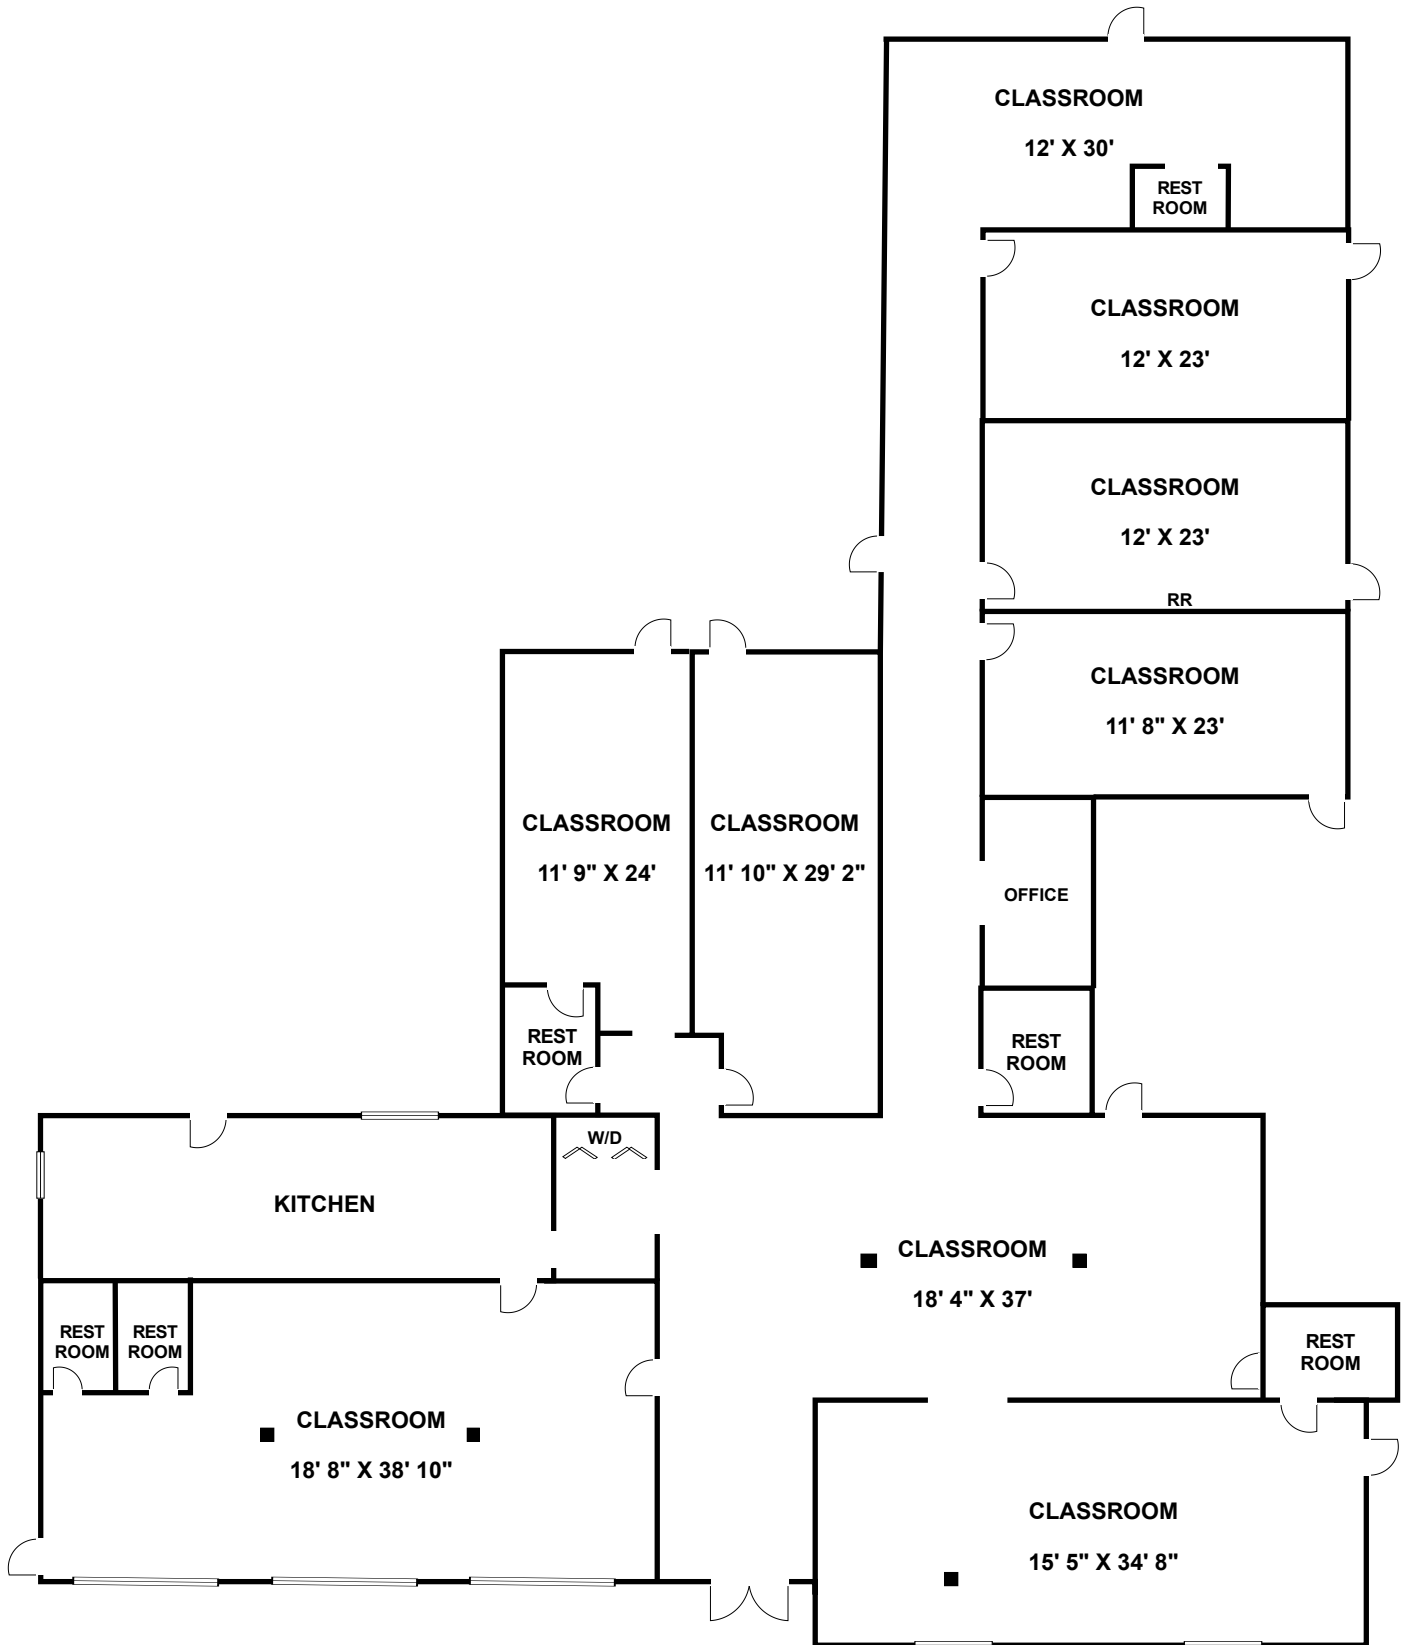 CLASSROOM
12' X 30'
REST
ROOM
CLASSROOM
12' X 23'
CLASSROOM
12' X 23'
RR
CLASSROOM
11' 8" X 23'
CLASSROOM
11' 9" X 24'
CLASSROOM
11' 10" X 29' 2"
OFFICE
REST
ROOM
REST
ROOM
W/D
KITCHEN
CLASSROOM
18' 4" X 37'
REST
ROOM
REST
ROOM
REST
ROOM
CLASSROOM
18' 8" X 38' 10"
CLASSROOM
15' 5" X 34' 8"